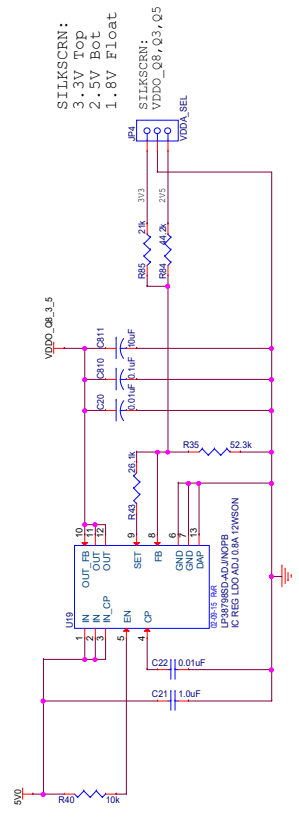 SILKSCRN:
3.3V Top
2.5V Bot
1.8V Float
SILKSCRN:
VDDO_Q8,Q3,Q5
JP4
VDDA_SEL
3V3
2V5
R85
21k
R84
44.2k
VDDO_Q8_3_5
C811
10uF
C810
0.1uF
C20
0.01uF
R43
26.1k
R35
52.3k
U19
1
IN
2
IN
3
IN_CP
5
EN
4
CP
OUT_FB
10
OUT
11
OUT
12
SET
9
FB
8
GND
6
GND
7
DAP
13
02-09-15 RvR
LP38798SD-ADJ/NOPB
IC REG LDO ADJ 0.8A 12WSON
C22
0.01uF
C21
1.0uF
5V0
R40
10k